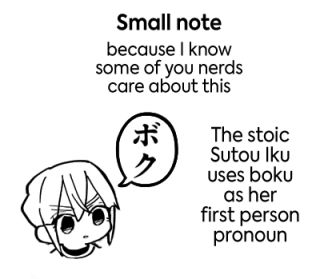 Small note
because I know
some of you nerds
care about this
ボク
The stoic
Sutou Iku
uses boku
as her
first person
pronoun